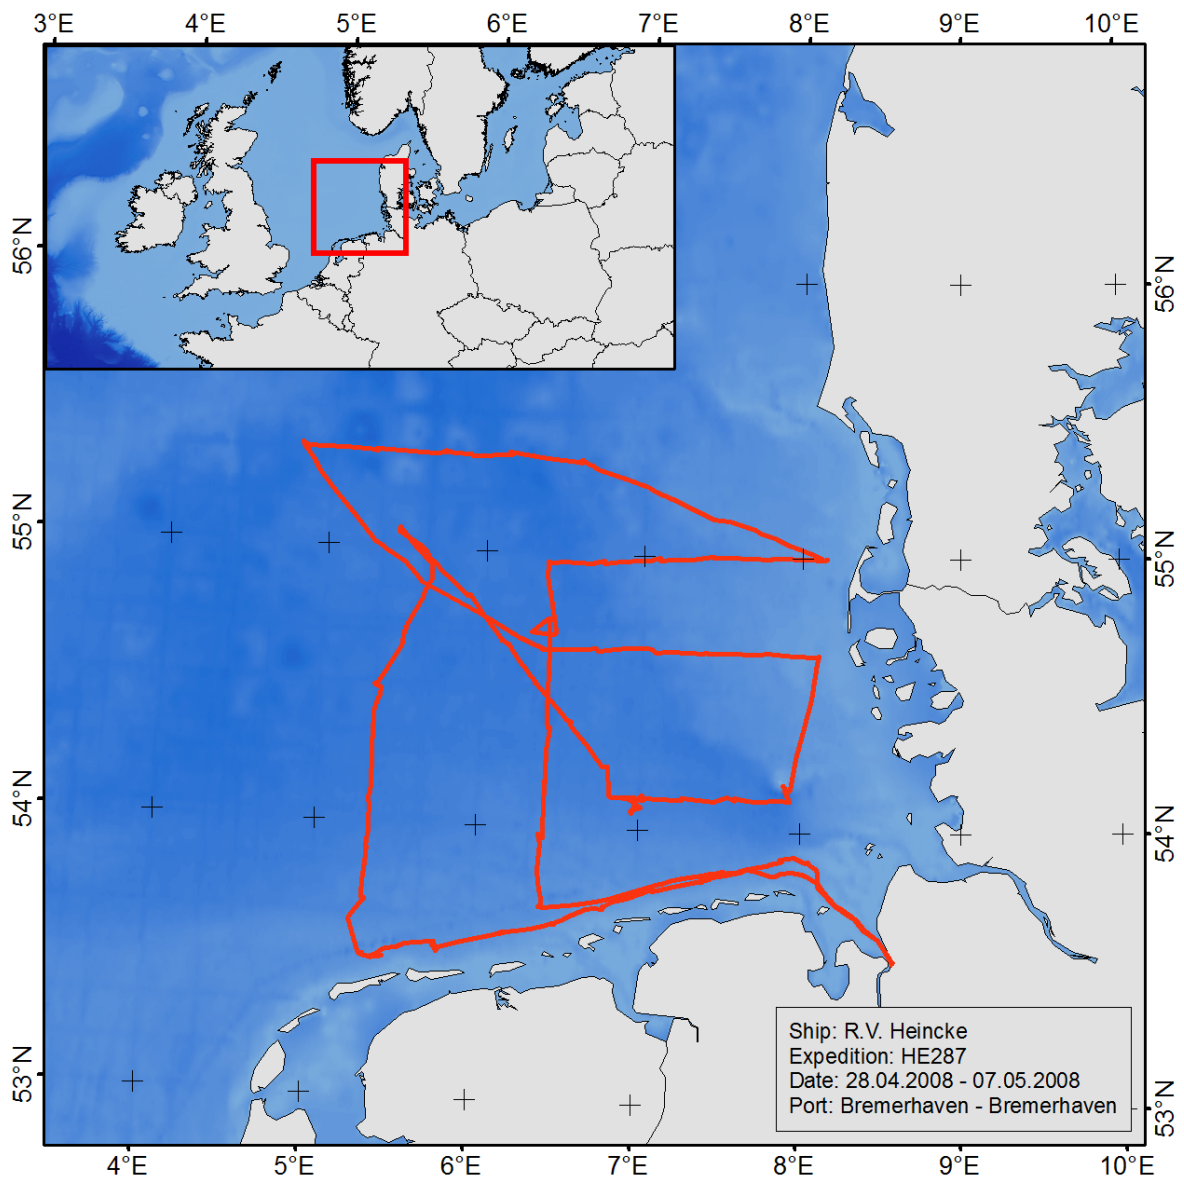 3°E 4°E 5°E 6°E 7°E 8°E 9°E 10°E
56°N
56°N
55°N
55°N
54°N
54°N
53°N
53°N
Ship: R.V. Heincke
Expedition: HE287
Date: 28.04.2008 - 07.05.2008
Port: Bremerhaven - Bremerhaven
4°E 5°E 6°E 7°E 8°E 9°E 10°E